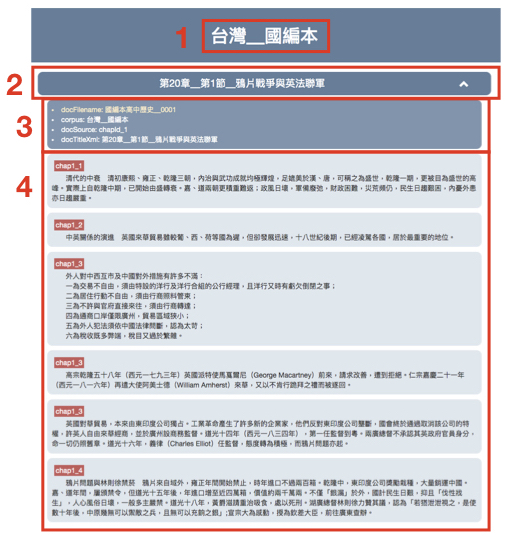 1 台灣__國編本
2 第20章__第1節__鴉片戰爭與英法聯軍
3
• docFilename: 國編本高中歷史__0001
• corpus: 台灣__國編本
• docSource: chapId_1
• docTitleXml: 第20章__第1節__鴉片戰爭與英法聯軍
4
chap1_1
清代的中衰 清初康熙、雍正、乾隆三朝，內治與武功成就均極輝煌，足媲美於漢、唐，可稱之為盛世，乾隆一朝，更被目為盛世的高
峰。實際上自乾隆中期，已開始由盛轉衰。嘉、道兩朝更積重難返；政風日壞，軍備廢弛，財政困難，災荒頻仍，民生日趨艱困，內憂外患
亦日趨嚴重。
chap1_2
中英關係的演進 英國來華貿易雖較葡、西、荷等國為遲，但卻發展迅速，十八世紀後期，已經凌駕各國，居於最重要的地位。
chap1_3
外人對中西互市及中國對外措施有許多不滿：
一為交易不自由，須由特設的洋行及洋行合組的公行經理，且洋行又時有虧欠倒閉之事；
二為居住行動不自由，須由行商照料管束；
三為不許與官府直接來往，須由行商轉達；
四為通商口岸僅限廣州，貿易區域狹小；
五為外人犯法須依中國法律問斷，認為太苛；
六為稅收既多弊端，稅目又過於繁雜。
chap1_3
高宗乾隆五十八年（西元一七九三年）英國派特使馬戛爾尼（George Macartney）前來，請求改善，遭到拒絕。仁宗嘉慶二十一年
（西元一八一六年）再遣大使阿美士德（William Amherst）來華，又以不肯行跪拜之禮而被逐回。
chap1_3
英國對華貿易，本來由東印度公司獨占。工業革命產生了許多新的企業家，他們反對東印度公司壟斷，國會終於通過取消該公司的特
權，許英人自由來華經商，並於廣州設商務監督。道光十四年（西元一八三四年），第一任監督到粵。兩廣總督不承認其英政府官員身分，
命一切仍照舊章。道光十六年，義律（Charles Elliot）任監督，態度轉為積極，而鴉片問題亦起。
chap1_4
鴉片問題與林則徐禁菸 鴉片來自域外，雍正年間開始禁止，時年進口不過兩百箱。乾隆中，東印度公司獎勵栽種，大量銷運中國。
嘉、道年間，屢頒禁令，但道光十五年後，年進口增至近四萬箱，價值約兩千萬兩。不僅「銀漏」於外，國計民生日艱，抑且「伐性戕
生」，人心風俗日壞，一般多主嚴禁。道光十八年，黃爵滋請重治吸食，處以死刑。湖廣總督林則徐力贊其議，認為「若猶泄泄視之，是使
數十年後，中原幾無可以禦敵之兵，且無可以充餉之銀」;宣宗大為感動，授為欽差大臣，前往廣東查辦。